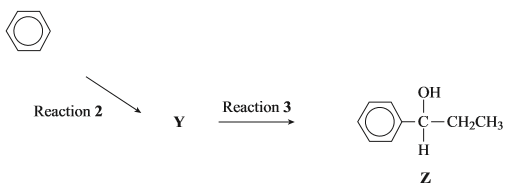 OH
Reaction 2
Y
Reaction 3
C
CH2CH3
H
Z